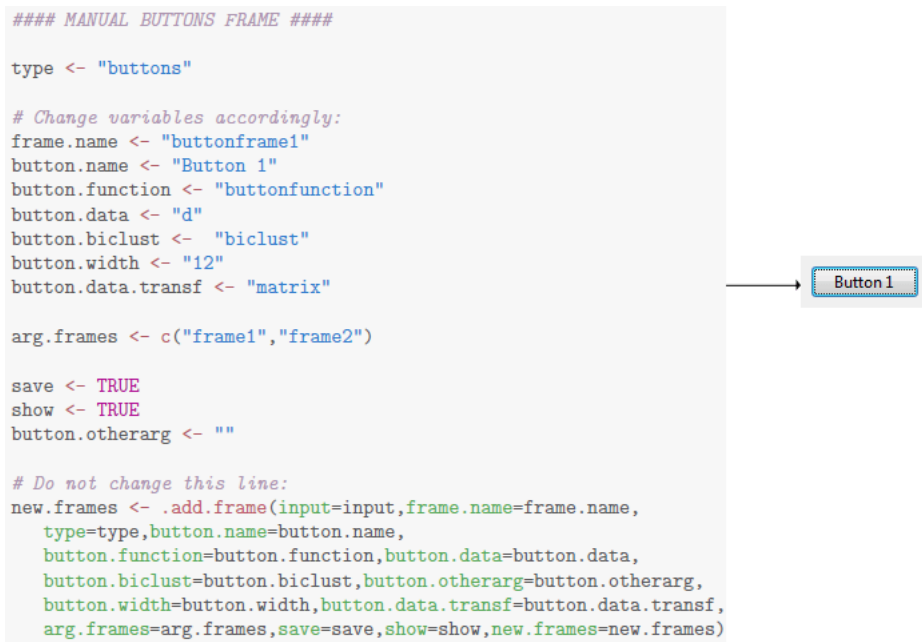 #### MANUAL BUTTONS FRAME ####
type <- "buttons"
# Change variables accordingly:
frame.name <- "buttonframe1"
button.name <- "Button 1"
button.function <- "buttonfunction"
button.data <- "d"
button.biclust <-  "biclust"
button.width <- "12"
button.data.transf <- "matrix"
Button 1
arg.frames <- c("frame1","frame2")
save <- TRUE
show <- TRUE
button.otherarg <- ""
# Do not change this line:
new.frames <- .add.frame(input=input,frame.name=frame.name,
   type=type,button.name=button.name,
   button.function=button.function,button.data=button.data,
   button.biclust=button.biclust,button.otherarg=button.otherarg,
   button.width=button.width,button.data.transf=button.data.transf,
   arg.frames=arg.frames,save=save,show=show,new.frames=new.frames)